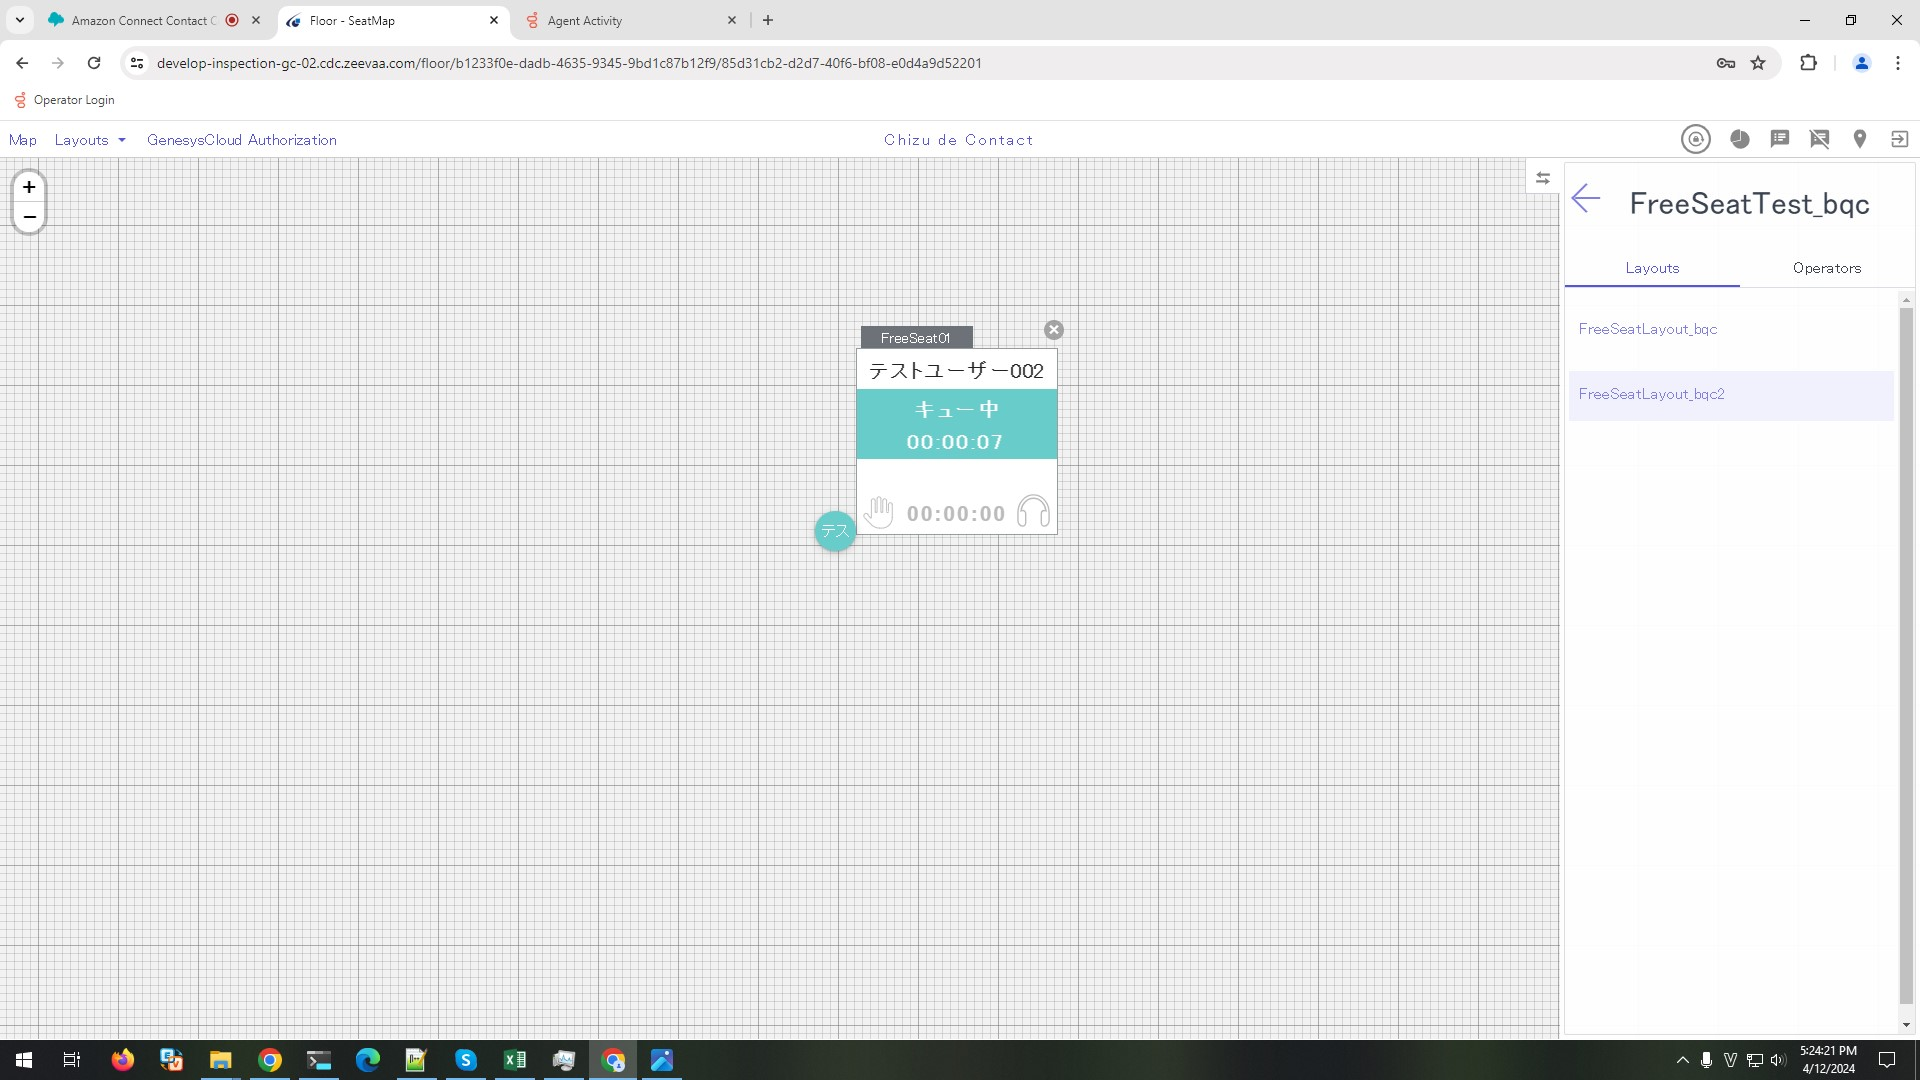 Amazon Connect Contact C
Floor - SeatMap
Agent Activity
develop-inspection-gc-02.cdc.zeevaa.com/floor/b1233f0e-dadb-4635-9345-9bd1c87b12f9/85d31cb2-d2d7-40f6-bf08-e0d4a9d52201
Operator Login
Map
Layouts
GenesysCloud Authorization
Chizu de Contact
+
−
FreeSeatTest_bqc
Layouts
Operators
FreeSeatLayout_bqc
FreeSeatLayout_bqc2
FreeSeat01
テストユーザー002
キュー中
00:00:07
00:00:00
テス
5:24:21 PM
4/12/2024